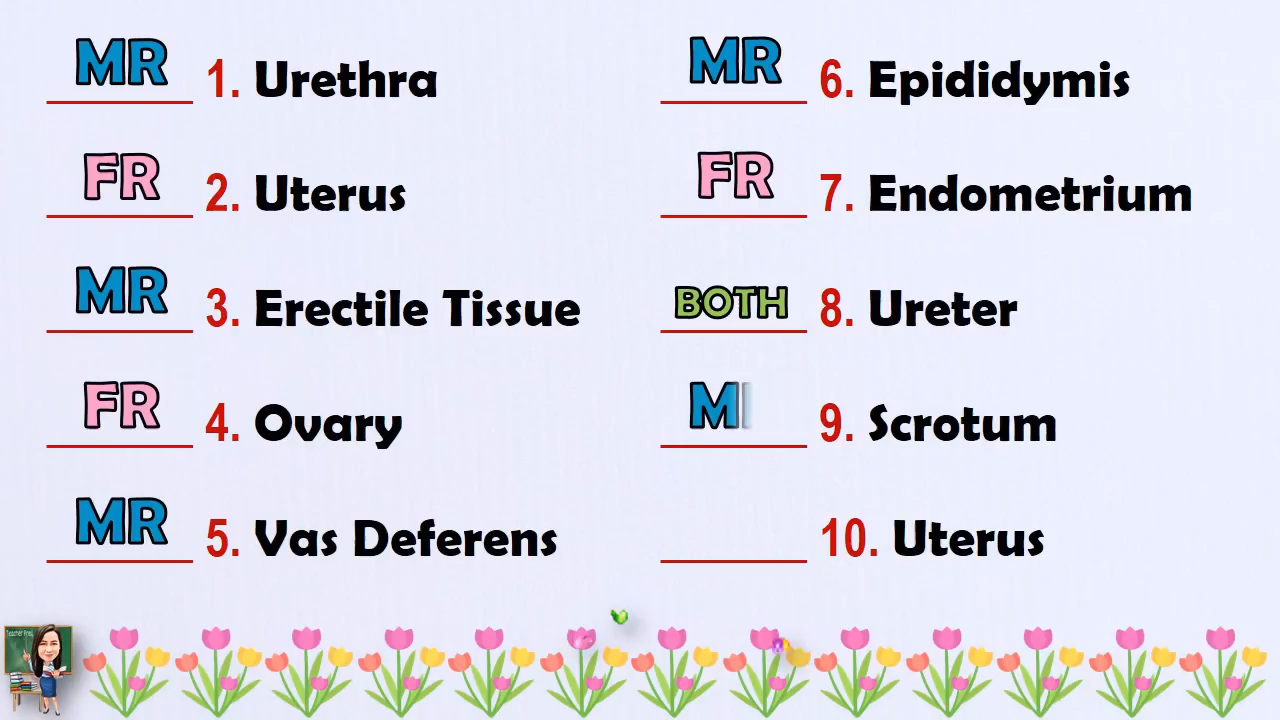 MR 1. Urethra
FR 2. Uterus
MR 3. Erectile Tissue
FR 4. Ovary
MR 5. Vas Deferens
MR 6. Epididymis
FR 7. Endometrium
BOTH 8. Ureter
M 9. Scrotum
10. Uterus